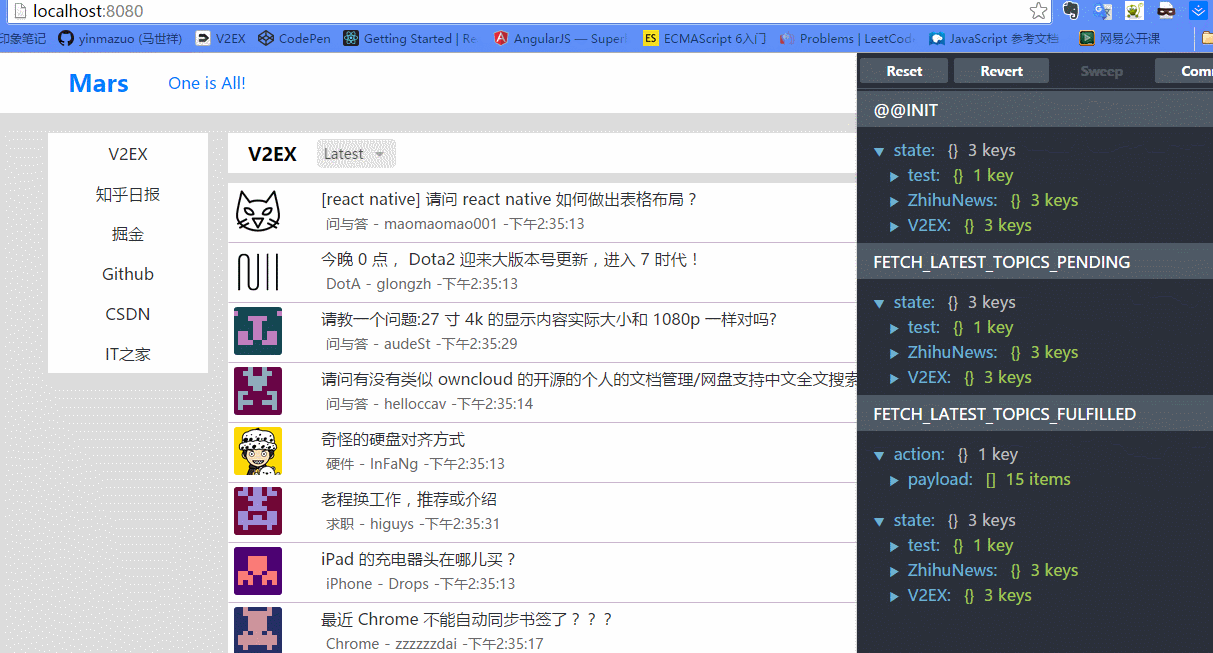 localhost:8080
印象笔记 yinmazuo (马世祥) V2EX CodePen Getting Started | Re AngularJS — Superl ES ECMAScript 6入门 Problems | LeetCode JavaScript 参考文档 网易公开课
Mars One is All!
V2EX
知乎日报
掘金
Github
CSDN
IT之家
V2EX Latest
[react native] 请问 react native 如何做出表格布局？
问与答 - maomaomao001 -下午2:35:13
今晚 0 点， Dota2 迎来大版本号更新，进入 7 时代！
DotA - glongzh -下午2:35:13
请教一个问题:27 寸 4k 的显示内容实际大小和 1080p 一样对吗?
问与答 - audeSt -下午2:35:29
请问有没有类似 owncloud 的开源的个人的文档管理/网盘支持中文全文搜索
问与答 - helloccav -下午2:35:14
奇怪的硬盘对齐方式
硬件 - InFaNg -下午2:35:13
老程换工作，推荐或介绍
求职 - higuys -下午2:35:31
iPad 的充电器头在哪儿买？
iPhone - Drops -下午2:35:13
最近 Chrome 不能自动同步书签了？？？
Chrome - zzzzzzdai -下午2:35:17
Reset Revert Sweep Comm
@@INIT
state: {} 3 keys
test: {} 1 key
ZhihuNews: {} 3 keys
V2EX: {} 3 keys
FETCH_LATEST_TOPICS_PENDING
state: {} 3 keys
test: {} 1 key
ZhihuNews: {} 3 keys
V2EX: {} 3 keys
FETCH_LATEST_TOPICS_FULFILLED
action: {} 1 key
payload: [] 15 items
state: {} 3 keys
test: {} 1 key
ZhihuNews: {} 3 keys
V2EX: {} 3 keys